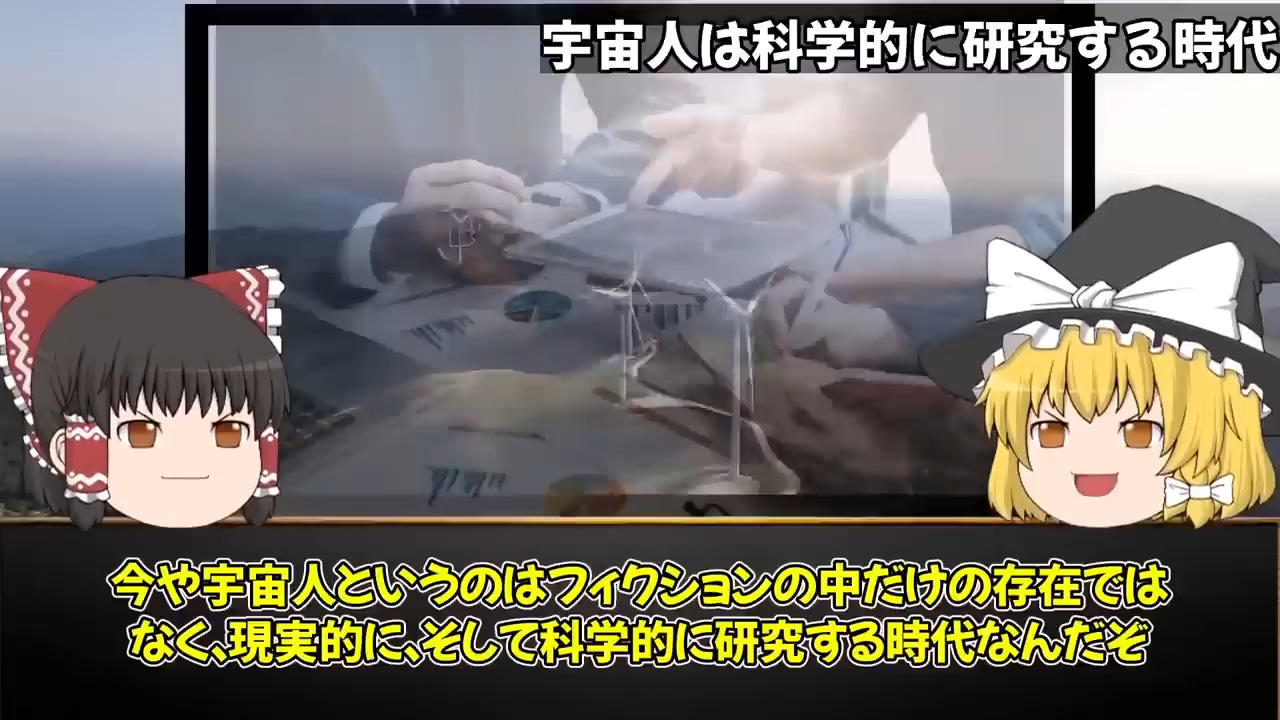 宇宙人は科学的に研究する時代
今や宇宙人というのはフィクションの中だけの存在では
なく、現実的に、そして科学的に研究する時代なんだぞ